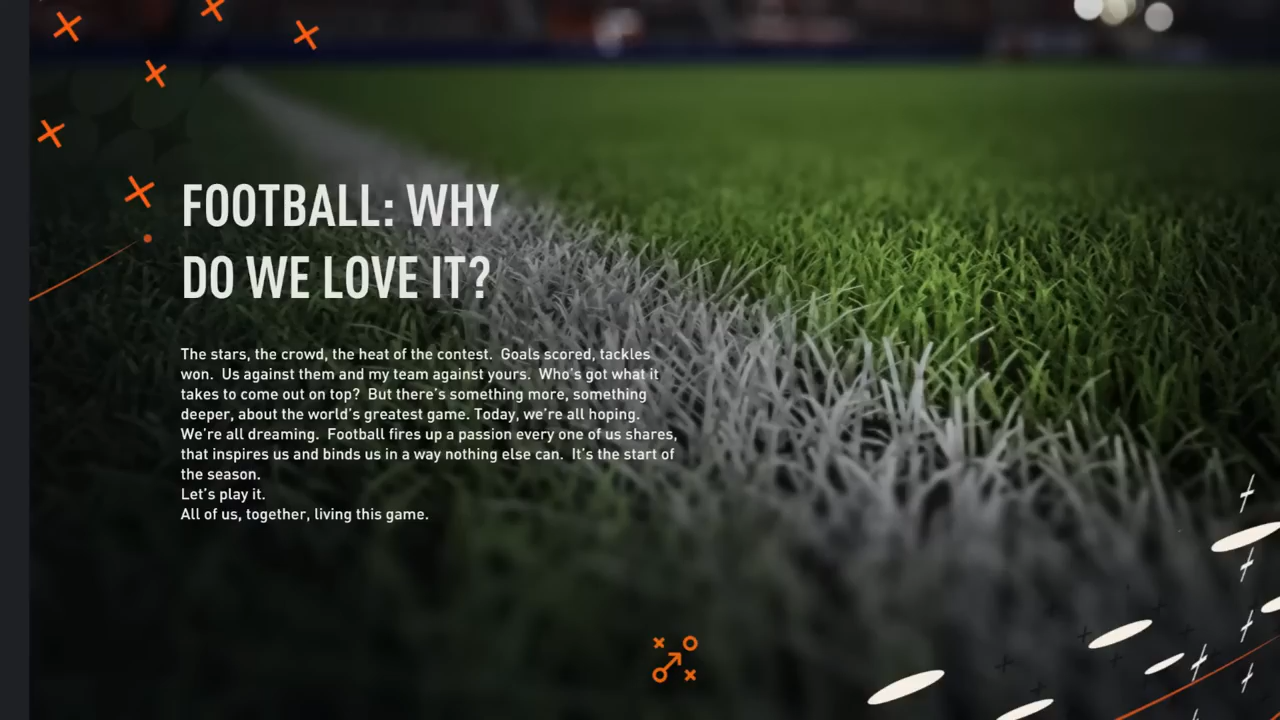 FOOTBALL: WHY
DO WE LOVE IT?
The stars, the crowd, the heat of the contest.  Goals scored, tackles
won.  Us against them and my team against yours.  Who's got what it
takes to come out on top?  But there's something more, something
deeper, about the world's greatest game. Today, we're all hoping.
We're all dreaming.  Football fires up a passion every one of us shares,
that inspires us and binds us in a way nothing else can.  It's the start of
the season.
Let's play it.
All of us, together, living this game.